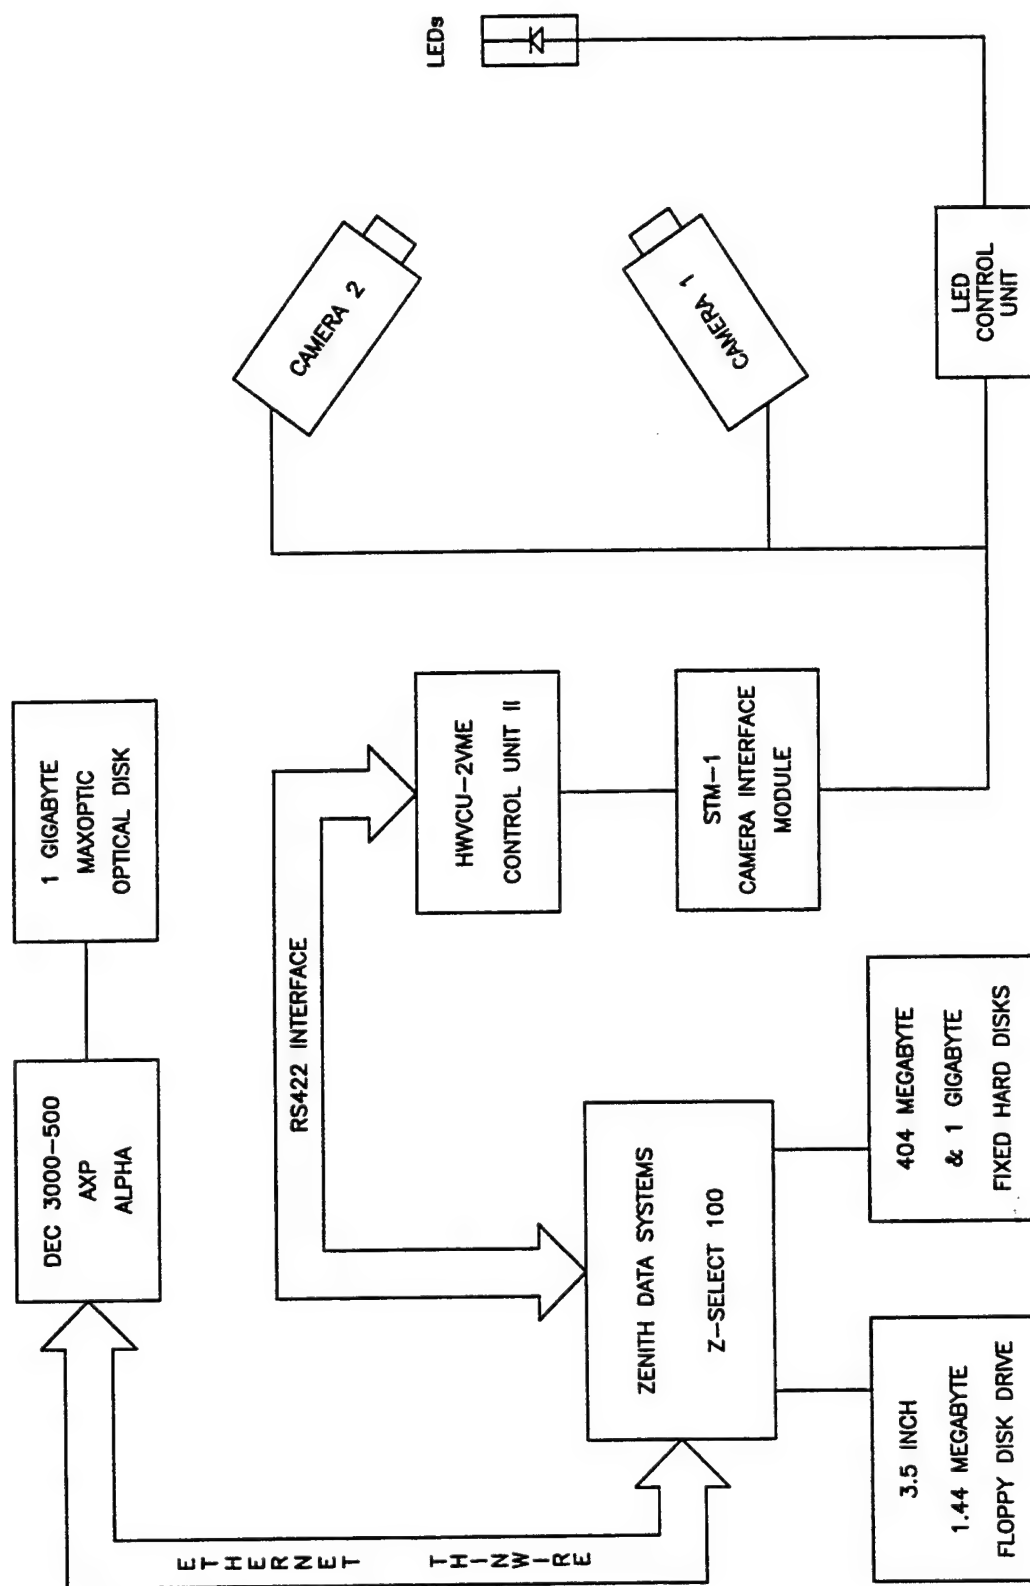 1 GIGABYTE
MAXOPTIC
OPTICAL DISK
DEC 3000-500
AXP
ALPHA
ETHERNET THINWIRE
RS422 INTERFACE
HWVCU-2VME
CONTROL UNIT II
STM-1
CAMERA INTERFACE
MODULE
ZENITH DATA SYSTEMS
Z-SELECT 100
3.5 INCH
1.44 MEGABYTE
FLOPPY DISK DRIVE
404 MEGABYTE
& 1 GIGABYTE
FIXED HARD DISKS
CAMERA 2
CAMERA 1
LEDs
LED
CONTROL
UNIT